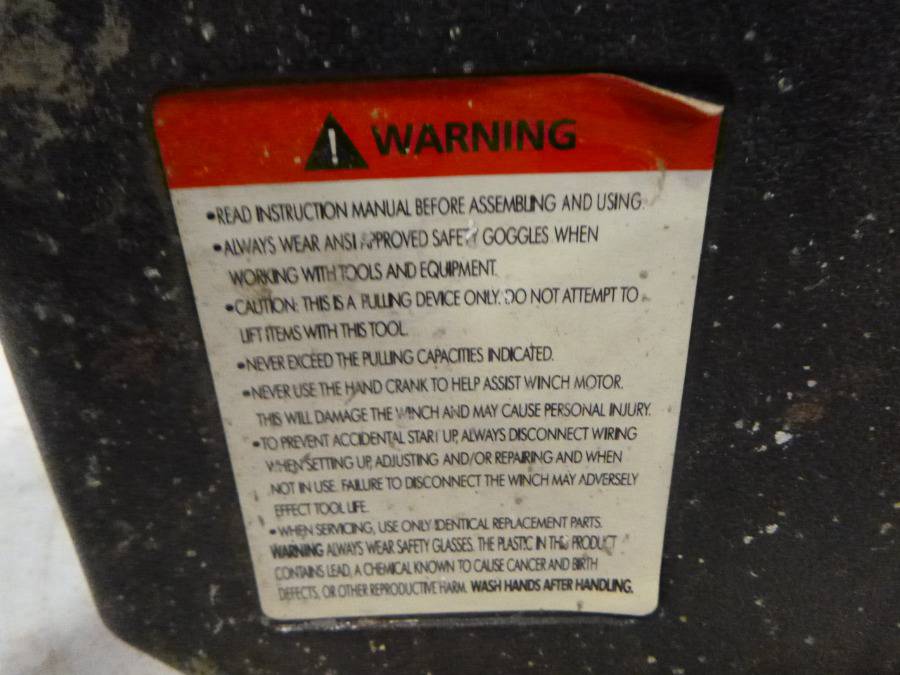 WARNING
•READ INSTRUCTION MANUAL BEFORE ASSEMBLING AND USING.
•ALWAYS WEAR ANSI APPROVED SAFETY GOGGLES WHEN
WORKING WITH TOOLS AND EQUIPMENT.
•CAUTION: THIS IS A PULLING DEVICE ONLY. DO NOT ATTEMPT TO
LIFT ITEMS WITH THIS TOOL.
•NEVER EXCEED THE PULLING CAPACITIES INDICATED.
•NEVER USE THE HAND CRANK TO HELP ASSIST WINCH MOTOR.
THIS WILL DAMAGE THE WINCH AND MAY CAUSE PERSONAL INJURY.
•TO PREVENT ACCIDENTAL START UP, ALWAYS DISCONNECT WIRING
WHEN SETTING UP, ADJUSTING AND/OR REPAIRING AND WHEN
NOT IN USE. FAILURE TO DISCONNECT THE WINCH MAY ADVERSELY
EFFECT TOOL LIFE.
•WHEN SERVICING, USE ONLY IDENTICAL REPLACEMENT PARTS.
WARNING ALWAYS WEAR SAFETY GLASSES. THE PLASTIC IN THIS PRODUCT
CONTAINS LEAD, A CHEMICAL KNOWN TO CAUSE CANCER AND BIRTH
DEFECTS, OR OTHER REPRODUCTIVE HARM. WASH HANDS AFTER HANDLING.